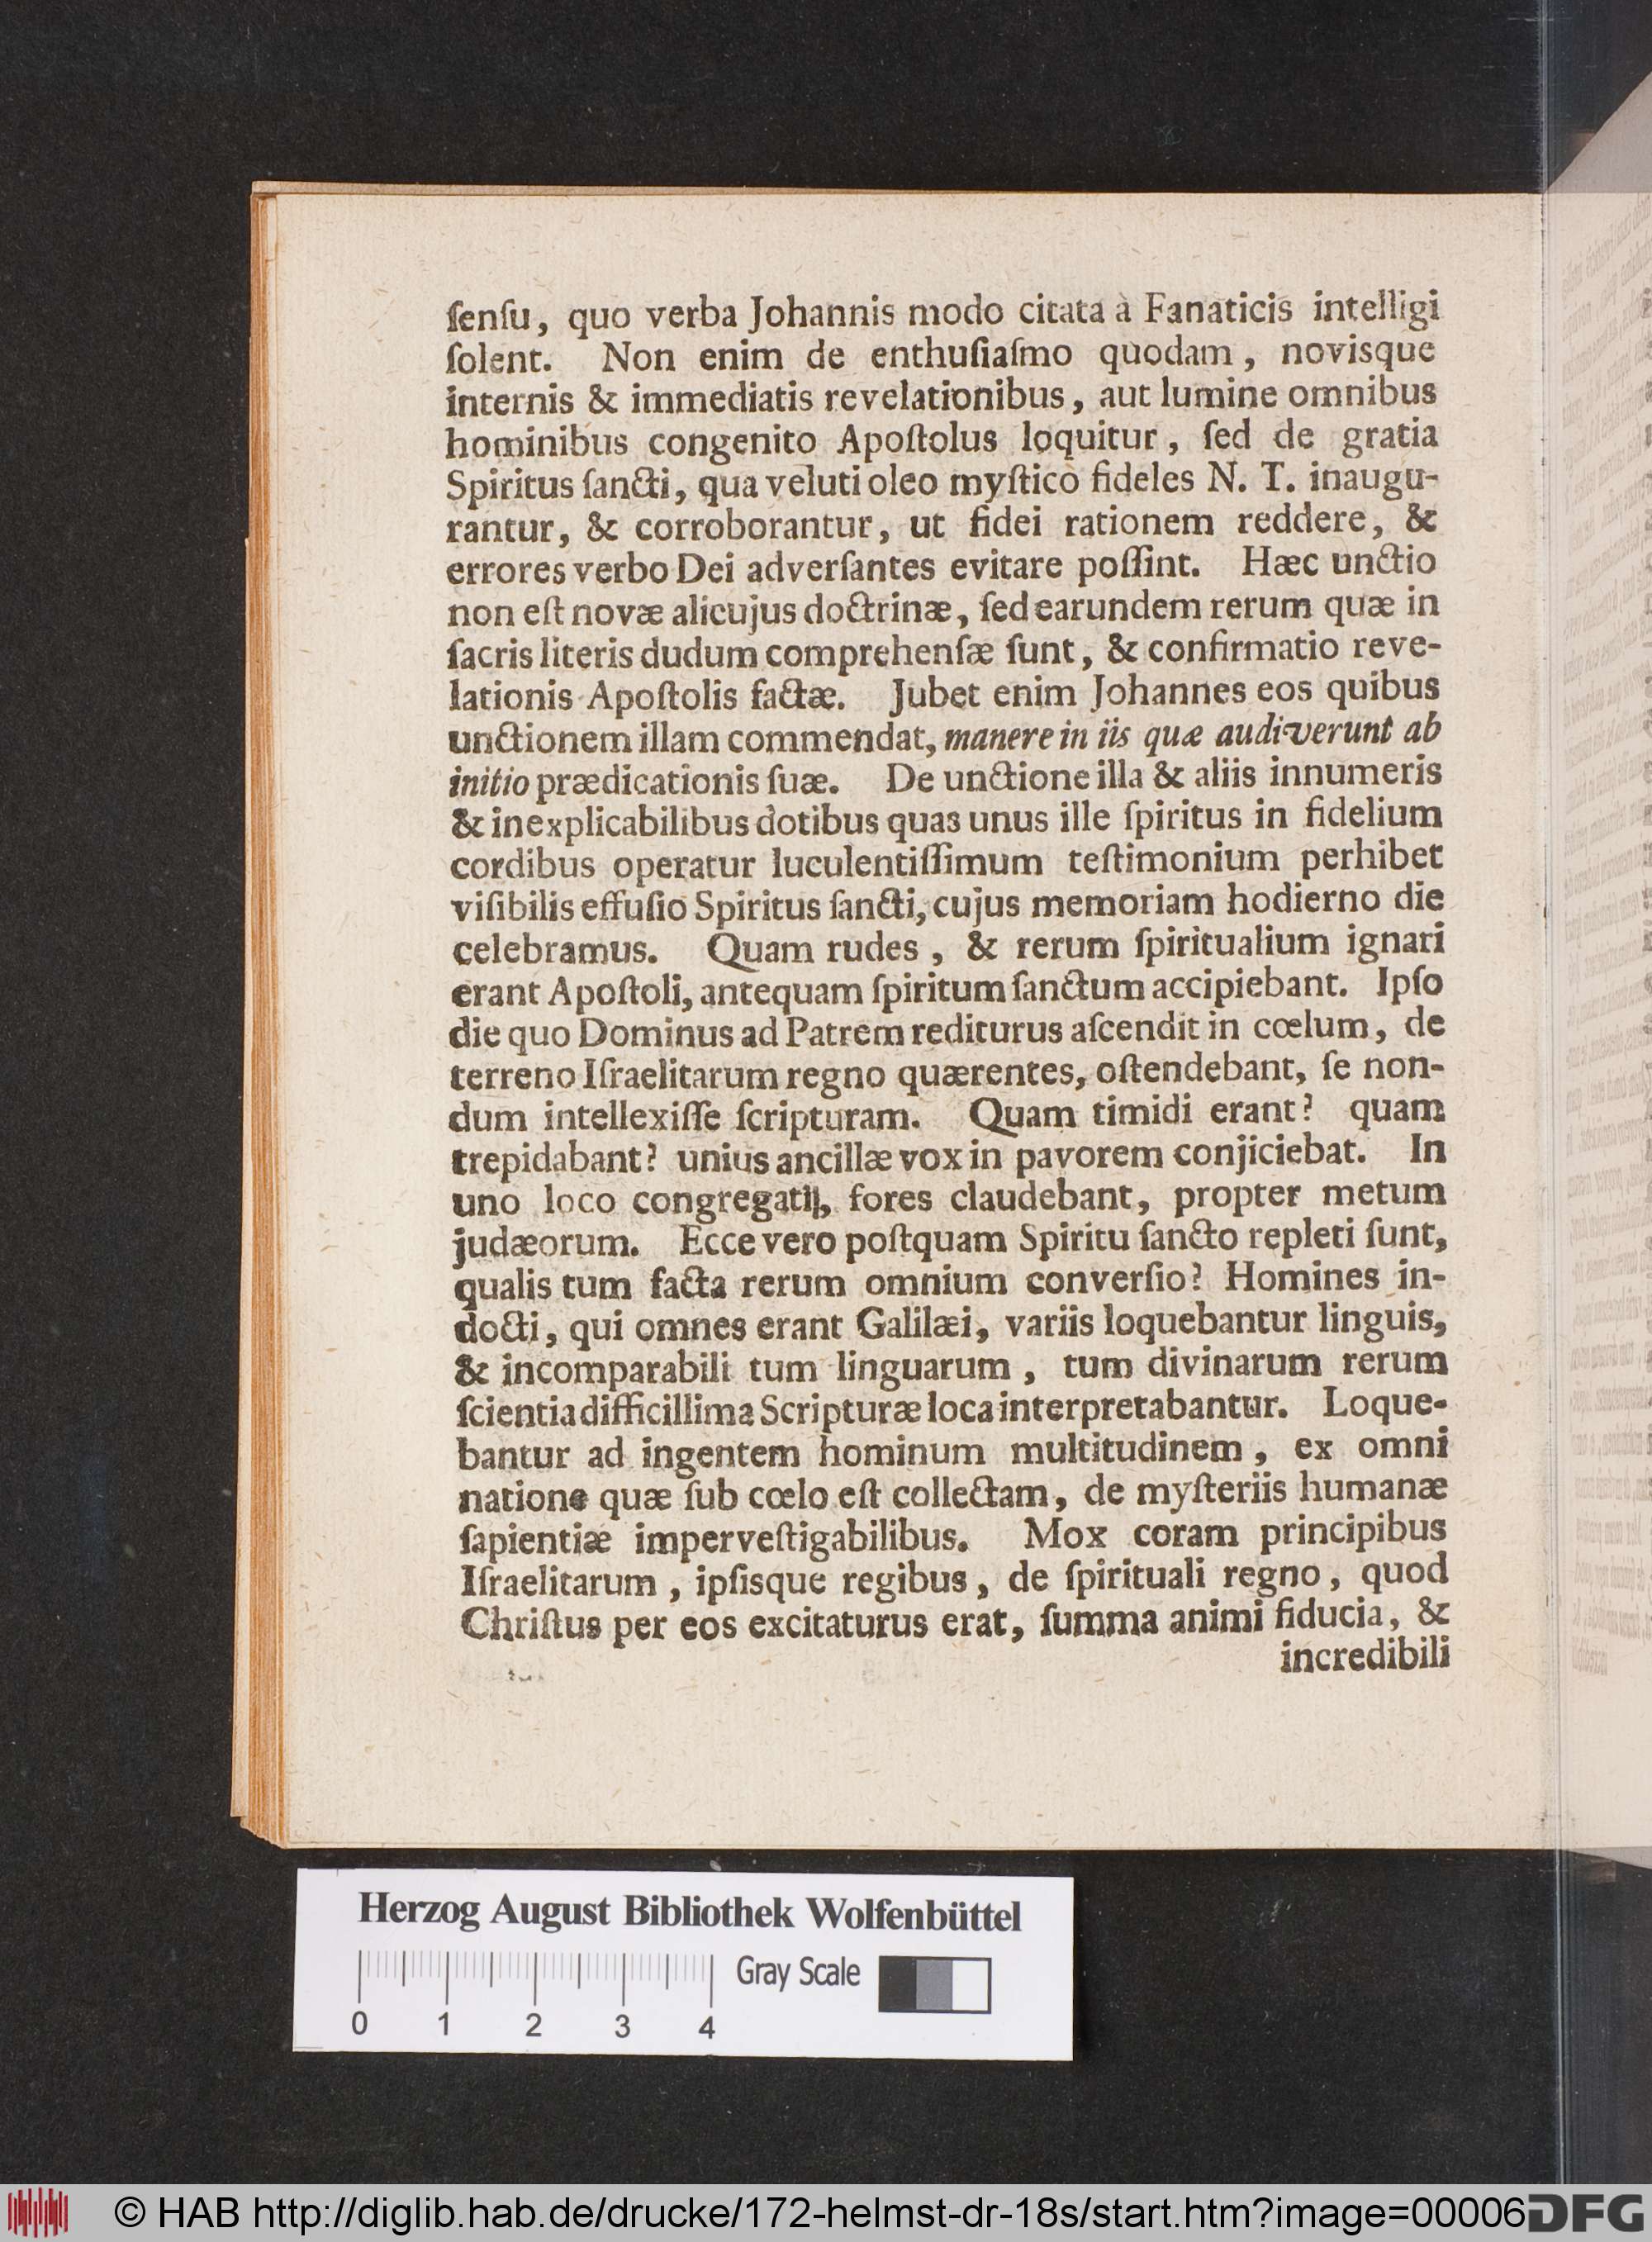 ſenſu, quo verba Johannis modo citata à Fanaticis intelligi
ſolent. Non enim de enthuſiaſmo quodam, novisque
internis & immediatis revelationibus, aut lumine omnibus
hominibus congenito Apoſtolus loquitur, ſed de gratia
Spiritus ſancti, qua veluti oleo myſtico fideles N. T. inaugu-
rantur, & corroborantur, ut fidei rationem reddere, &
errores verbo Dei adverſantes evitare poſſint. Hæc unctio
non eſt novæ alicujus doctrinæ, ſed earundem rerum quæ in
ſacris literis dudum comprehenſæ ſunt, & confirmatio reve-
lationis Apoſtolis factæ. Jubet enim Johannes eos quibus
unctionem illam commendat, manere in iis quæ audiverunt ab
initio prædicationis ſuæ. De unctione illa & aliis innumeris
& inexplicabilibus dotibus quas unus ille ſpiritus in fidelium
cordibus operatur luculentiſſimum teſtimonium perhibet
viſibilis effuſio Spiritus ſancti, cujus memoriam hodierno die
celebramus. Quam rudes, & rerum ſpiritualium ignari
erant Apoſtoli, antequam ſpiritum ſanctum accipiebant. Ipſo
die quo Dominus ad Patrem rediturus aſcendit in cœlum, de
terreno Iſraelitarum regno quærentes, oſtendebant, ſe non-
dum intellexiſſe ſcripturam. Quam timidi erant? quam
trepidabant? unius ancillæ vox in pavorem conjiciebat. In
uno loco congregati, fores claudebant, propter metum
judæorum. Ecce vero poſtquam Spiritu ſancto repleti ſunt,
qualis tum facta rerum omnium converſio? Homines in-
docti, qui omnes erant Galilæi, variis loquebantur linguis,
& incomparabili tum linguarum, tum divinarum rerum
ſcientia difficillima Scripturæ loca interpretabantur. Loque-
bantur ad ingentem hominum multitudinem, ex omni
natione quæ ſub cœlo eſt collectam, de myſteriis humanæ
ſapientiæ imperveſtigabilibus. Mox coram principibus
Iſraelitarum, ipſisque regibus, de ſpirituali regno, quod
Chriſtus per eos excitaturus erat, ſumma animi fiducia, &
incredibili
Herzog August Bibliothek Wolfenbüttel
Gray Scale
0 1 2 3 4
© HAB http://diglib.hab.de/drucke/172-helmst-dr-18s/start.htm?image=00006
DFG